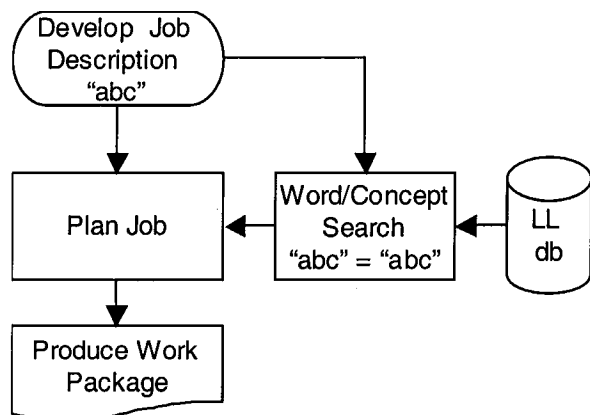 Develop Job
Description
“abc”
Plan Job
Word/Concept
Search
“abc” = “abc”
LL
db
Produce Work
Package